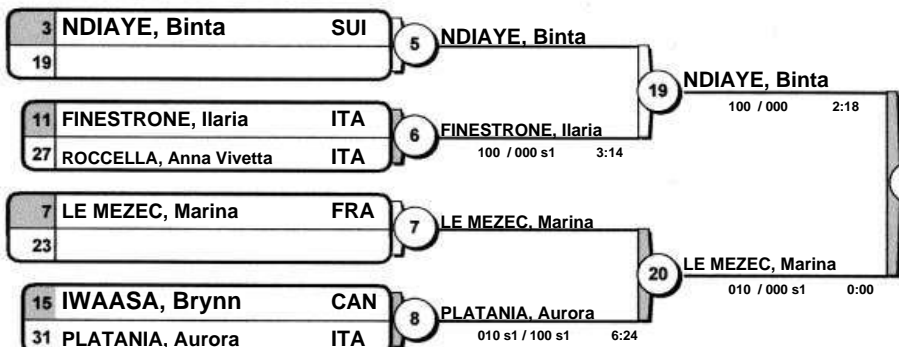 3 NDIAYE, Binta SUI
19
5
NDIAYE, Binta
11 FINESTRONE, Ilaria ITA
27 ROCCELLA, Anna Vivetta ITA
6
FINESTRONE, Ilaria
100 / 000 s1 3:14
19
NDIAYE, Binta
100 / 000 2:18
7 LE MEZEC, Marina FRA
23
7
LE MEZEC, Marina
15 IWAASA, Brynn CAN
31 PLATANIA, Aurora ITA
8
PLATANIA, Aurora
010 s1 / 100 s1 6:24
20
LE MEZEC, Marina
010 / 000 s1 0:00